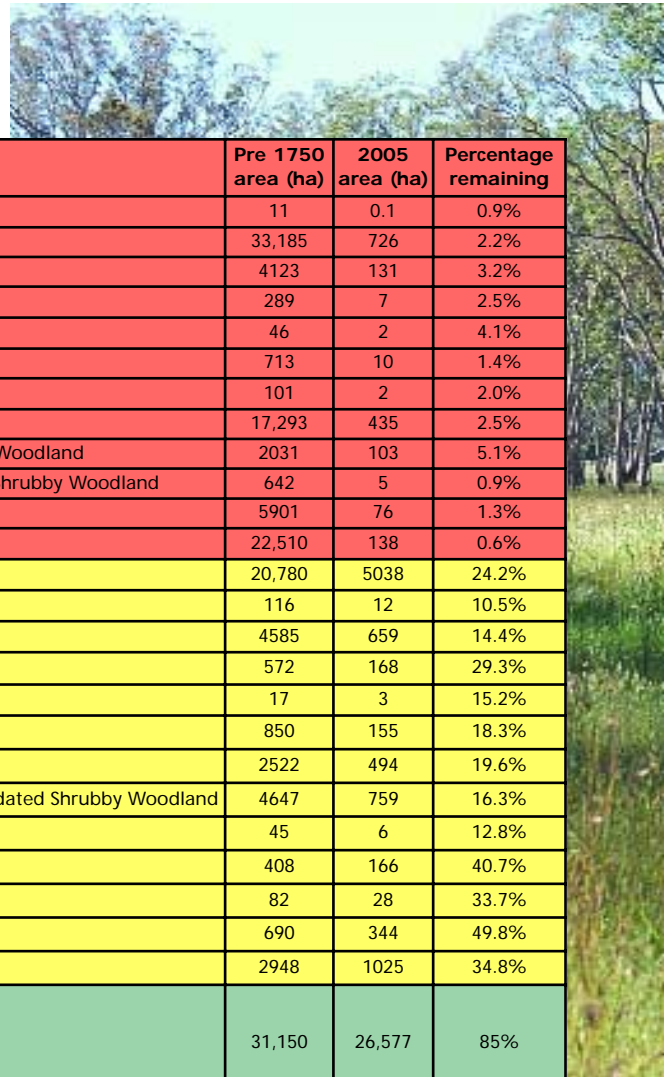 Pre 1750 area (ha) 2005 area (ha) Percentage remaining
11 0.1 0.9%
33,185 726 2.2%
4123 131 3.2%
289 7 2.5%
46 2 4.1%
713 10 1.4%
101 2 2.0%
17,293 435 2.5%
Woodland 2031 103 5.1%
hrubby Woodland 642 5 0.9%
5901 76 1.3%
22,510 138 0.6%
20,780 5038 24.2%
116 12 10.5%
4585 659 14.4%
572 168 29.3%
17 3 15.2%
850 155 18.3%
2522 494 19.6%
dated Shrubby Woodland 4647 759 16.3%
45 6 12.8%
408 166 40.7%
82 28 33.7%
690 344 49.8%
2948 1025 34.8%
31,150 26,577 85%